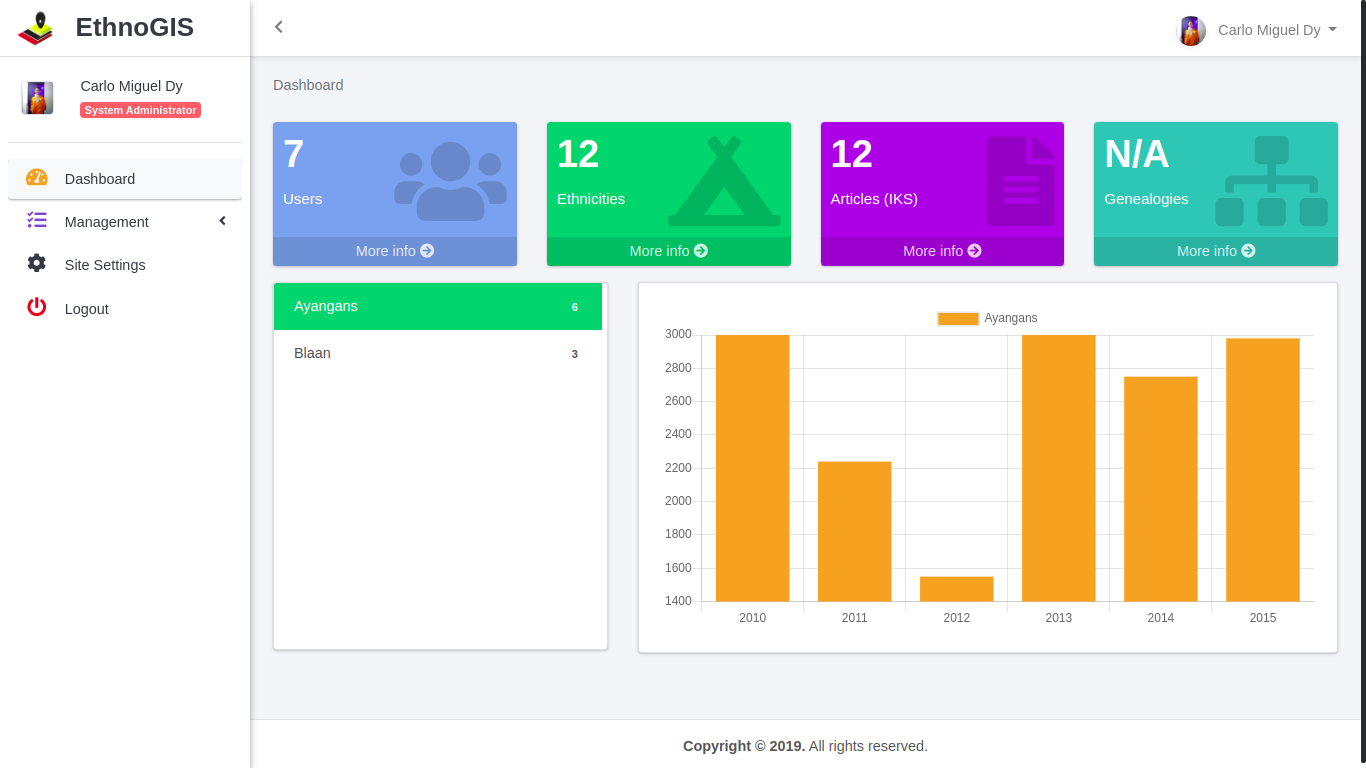 EthnoGIS
Carlo Miguel Dy
Carlo Miguel Dy
System Administrator
Dashboard
Management
Site Settings
Logout
Dashboard
7
Users
More info
12
Ethnicities
More info
12
Articles (IKS)
More info
N/A
Genealogies
More info
Ayangans 6
Blaan 3
Ayangans
3000
2800
2600
2400
2200
2000
1800
1600
1400
2010 2011 2012 2013 2014 2015
Copyright © 2019. All rights reserved.